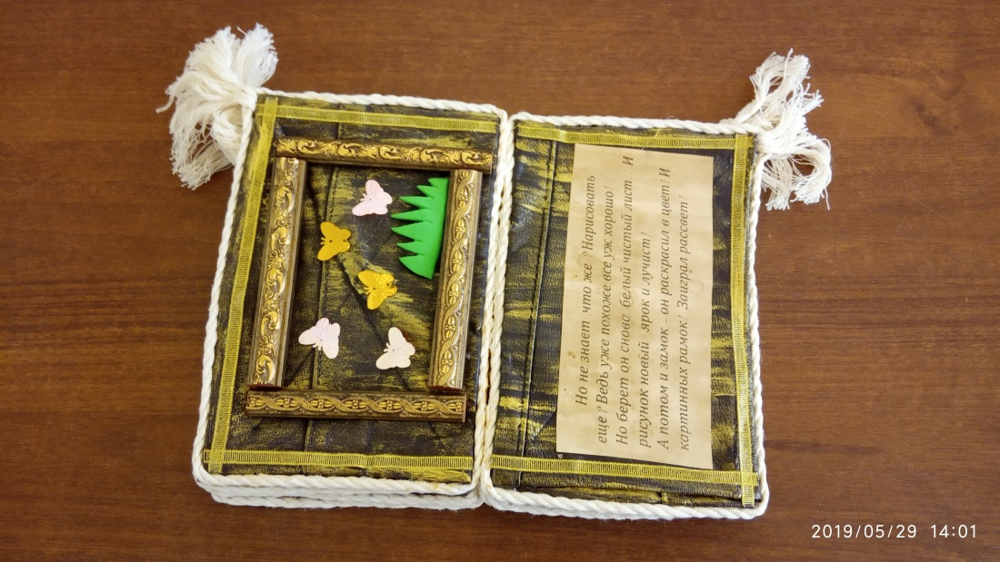 Но не знает что же ? Нарисовать
еще ? Ведь уже похоже все уж хорошо!
Но берет он снова белый чистый лист И
рисунок новый ярок и лучист!
А потом и замок – он раскрасил в цвет! И
картинных рамок! Заиграл рассвет!
2019/05/29 14:01